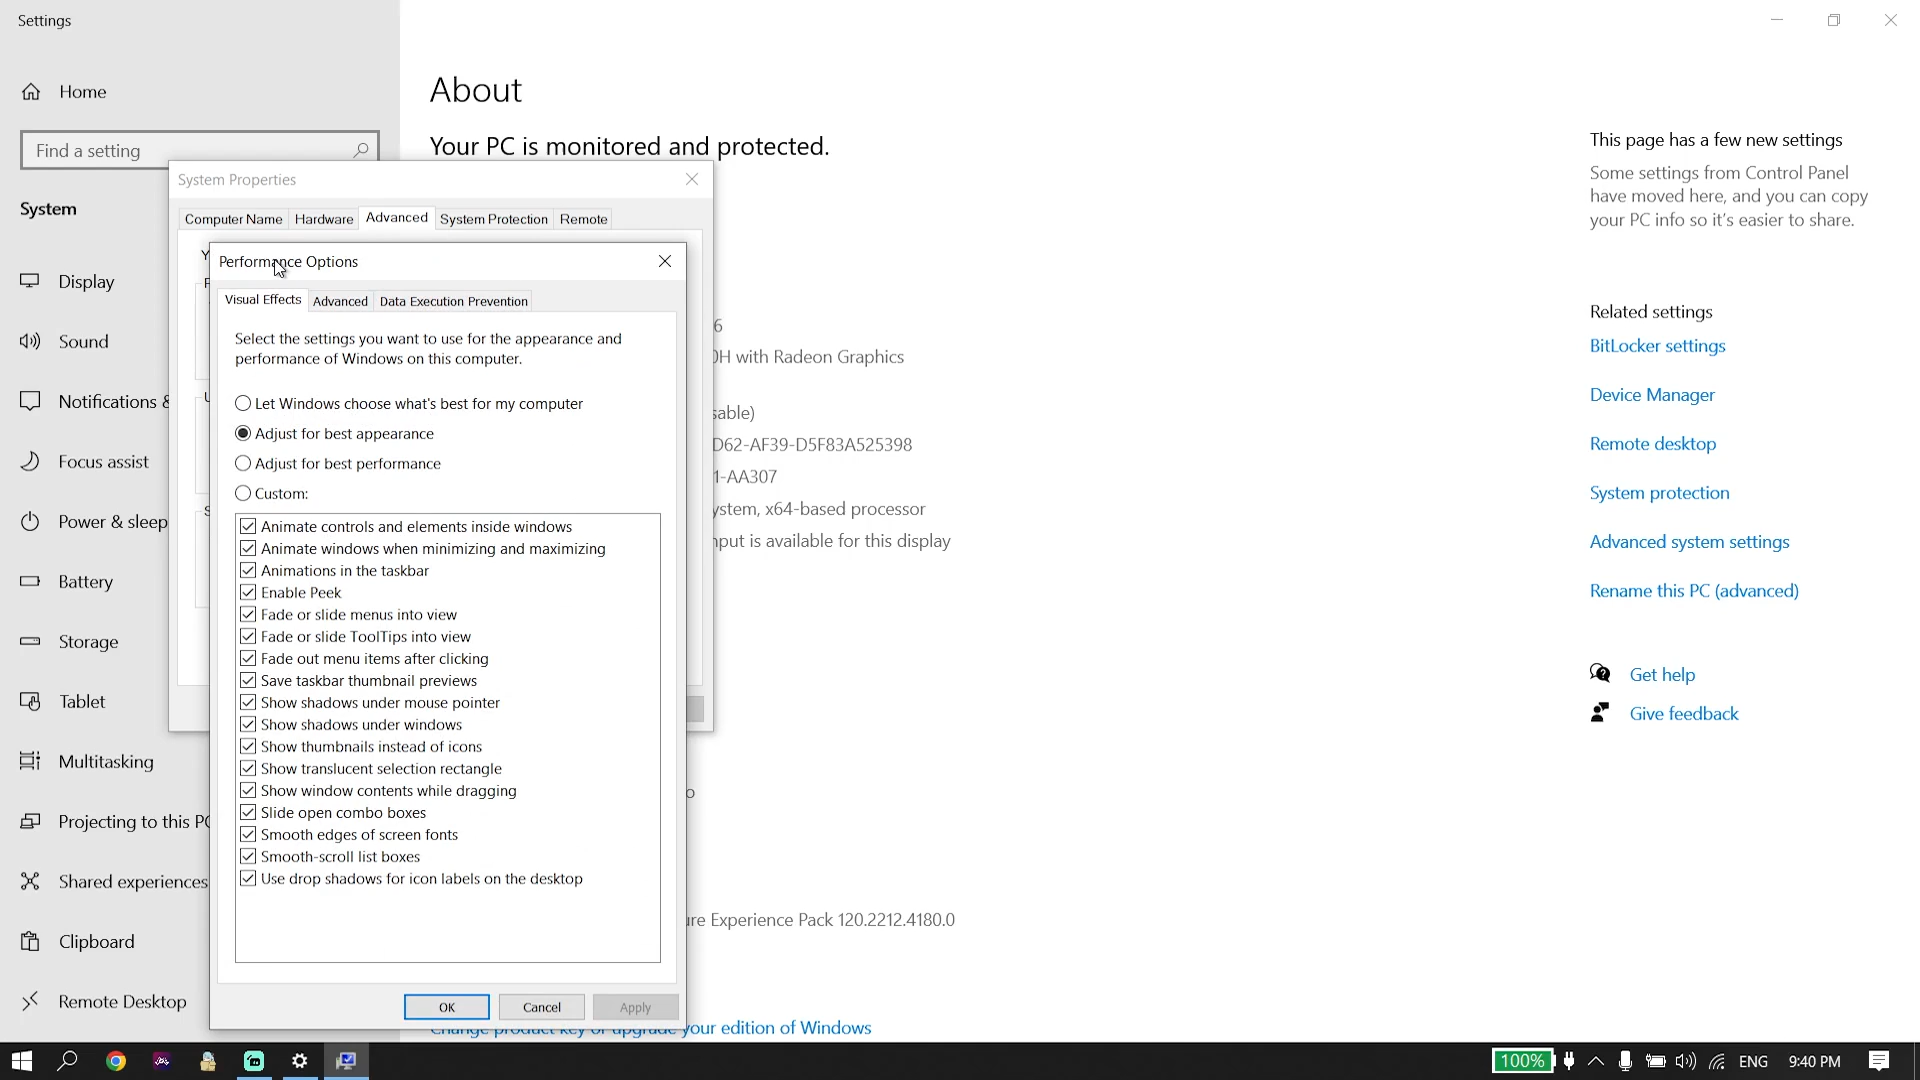 Settings
Home
Find a setting
System
Display
Sound
Notifications &
Focus assist
Power & sleep
Battery
Storage
Tablet
Multitasking
Projecting to this PC
Shared experiences
Clipboard
Remote Desktop
About
Your PC is monitored and protected.
System Properties
Computer Name
Hardware
Advanced
System Protection
Remote
Performance Options
Visual Effects
Advanced
Data Execution Prevention
Select the settings you want to use for the appearance and
performance of Windows on this computer.
Let Windows choose what's best for my computer
Adjust for best appearance
Adjust for best performance
Custom:
Animate controls and elements inside windows
Animate windows when minimizing and maximizing
Animations in the taskbar
Enable Peek
Fade or slide menus into view
Fade or slide ToolTips into view
Fade out menu items after clicking
Save taskbar thumbnail previews
Show shadows under mouse pointer
Show shadows under windows
Show thumbnails instead of icons
Show translucent selection rectangle
Show window contents while dragging
Slide open combo boxes
Smooth edges of screen fonts
Smooth-scroll list boxes
Use drop shadows for icon labels on the desktop
OK
Cancel
Apply
6
0H with Radeon Graphics
sable)
D62-AF39-D5F83A525398
1-AA307
ystem, x64-based processor
nput is available for this display
o
ure Experience Pack 120.2212.4180.0
Change product key or upgrade your edition of Windows
This page has a few new settings
Some settings from Control Panel
have moved here, and you can copy
your PC info so it's easier to share.
Related settings
BitLocker settings
Device Manager
Remote desktop
System protection
Advanced system settings
Rename this PC (advanced)
Get help
Give feedback
100%
ENG
9:40 PM